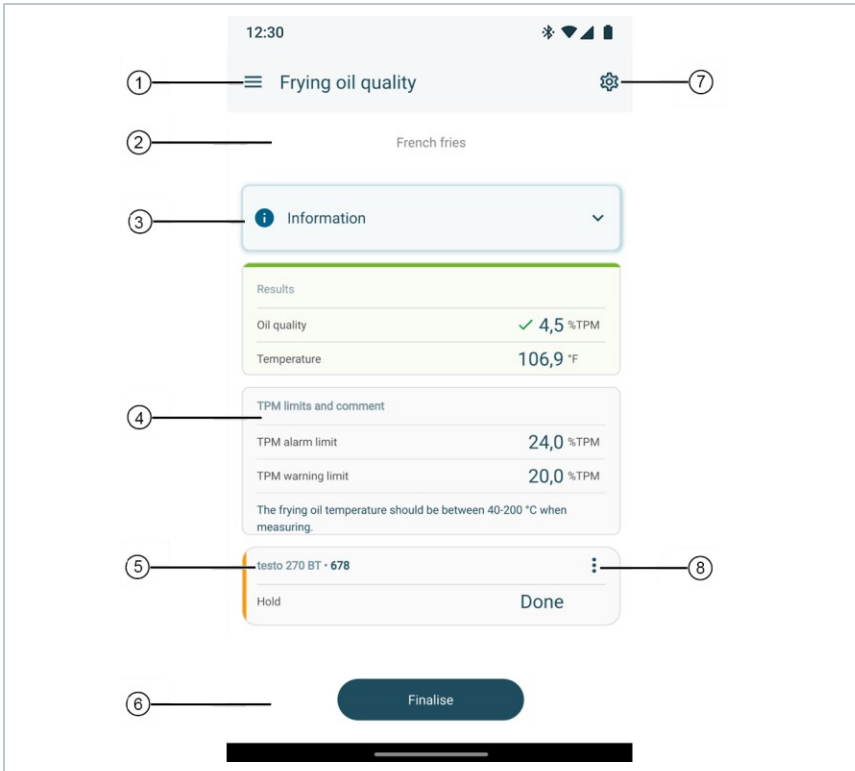 12:30
① Frying oil quality ⑦
② French fries
③ Information
Results
Oil quality 4,5 %TPM
Temperature 106,9 °F
④ TPM limits and comment
TPM alarm limit 24,0 %TPM
TPM warning limit 20,0 %TPM
The frying oil temperature should be between 40-200 °C when
measuring.
⑤ testo 270 BT • 678 ⑧
Hold Done
⑥ Finalise